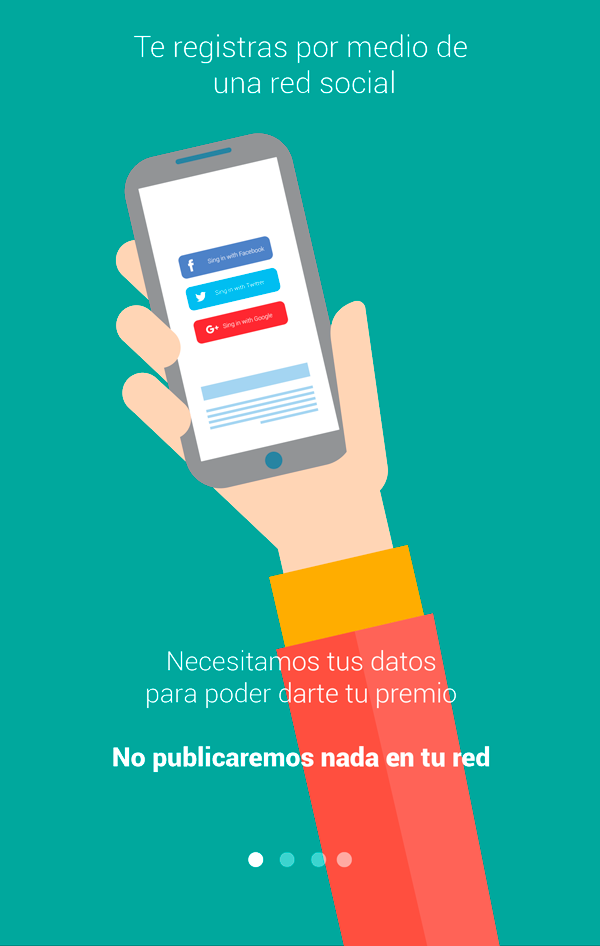 Te registras por medio de
una red social
Sing in with Facebook
Sing in with Twitter
Sing in with Google
Necesitamos tus datos
para poder darte tu premio
No publicaremos nada en tu red